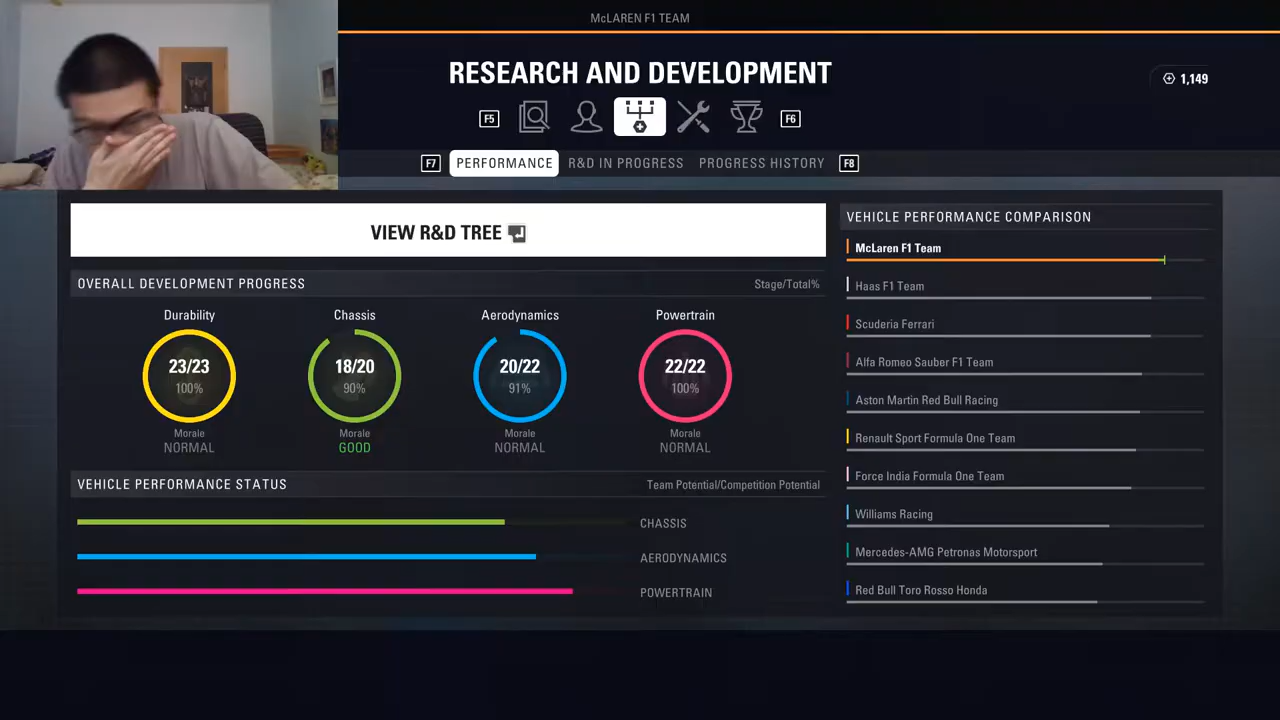 McLAREN F1 TEAM
RESEARCH AND DEVELOPMENT
1,149
F5
F6
F7
PERFORMANCE
R&D IN PROGRESS
PROGRESS HISTORY
F8
VIEW R&D TREE
OVERALL DEVELOPMENT PROGRESS
Stage/Total%
Durability
Chassis
Aerodynamics
Powertrain
23/23
18/20
20/22
22/22
100%
90%
91%
100%
Morale
Morale
Morale
Morale
NORMAL
GOOD
NORMAL
NORMAL
VEHICLE PERFORMANCE STATUS
Team Potential/Competition Potential
CHASSIS
AERODYNAMICS
POWERTRAIN
VEHICLE PERFORMANCE COMPARISON
McLaren F1 Team
Haas F1 Team
Scuderia Ferrari
Alfa Romeo Sauber F1 Team
Aston Martin Red Bull Racing
Renault Sport Formula One Team
Force India Formula One Team
Williams Racing
Mercedes-AMG Petronas Motorsport
Red Bull Toro Rosso Honda